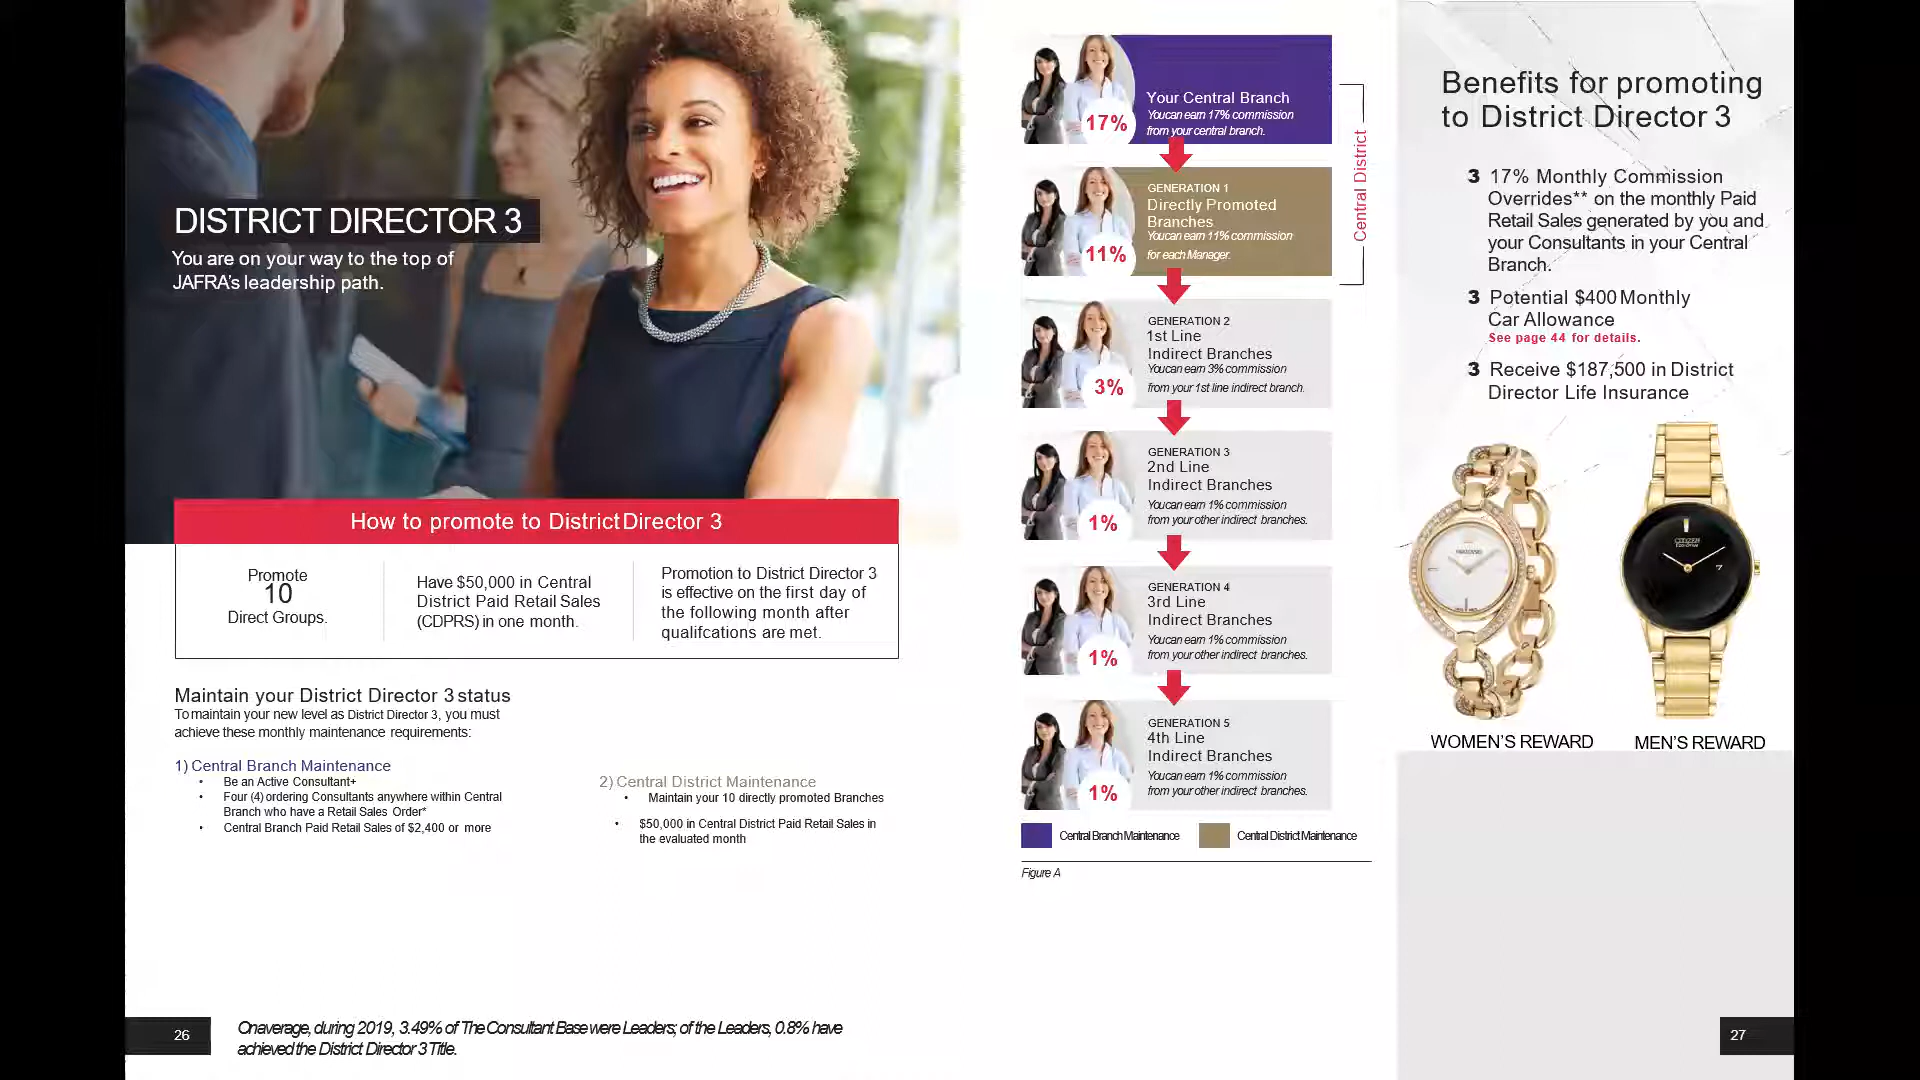 DISTRICT DIRECTOR 3
You are on your way to the top of
JAFRA's leadership path.
How to promote to District Director 3
Promote
10
Direct Groups.
Have $50,000 in Central
District Paid Retail Sales
(CDPRS) in one month.
Promotion to District Director 3
is effective on the first day of
the following month after
qualifcations are met.
Maintain your District Director 3 status
To maintain your new level as District Director 3, you must
achieve these monthly maintenance requirements:
1) Central Branch Maintenance
• Be an Active Consultant+
• Four (4) ordering Consultants anywhere within Central
Branch who have a Retail Sales Order*
• Central Branch Paid Retail Sales of $2,400 or more
2) Central District Maintenance
• Maintain your 10 directly promoted Branches
• $50,000 in Central District Paid Retail Sales in
the evaluated month
26
On average, during 2019, 3.49% of The Consultant Base were Leaders; of the Leaders, 0.8% have
achieved the District Director 3 Title.
17%
Your Central Branch
You can earn 17% commission
from your central branch.
11%
GENERATION 1
Directly Promoted
Branches
You can earn 11% commission
for each Manager.
Central District
3%
GENERATION 2
1st Line
Indirect Branches
You can earn 3% commission
from your 1st line indirect branch.
1%
GENERATION 3
2nd Line
Indirect Branches
You can earn 1% commission
from your other indirect branches.
1%
GENERATION 4
3rd Line
Indirect Branches
You can earn 1% commission
from your other indirect branches.
1%
GENERATION 5
4th Line
Indirect Branches
You can earn 1% commission
from your other indirect branches.
Central Branch Maintenance
Central District Maintenance
Figure A
Benefits for promoting
to District Director 3
3 17% Monthly Commission
Overrides** on the monthly Paid
Retail Sales generated by you and
your Consultants in your Central
Branch.
3 Potential $400 Monthly
Car Allowance
See page 44 for details.
3 Receive $187,500 in District
Director Life Insurance
CITIZEN
Eco-Drive
WOMEN'S REWARD
MEN'S REWARD
27